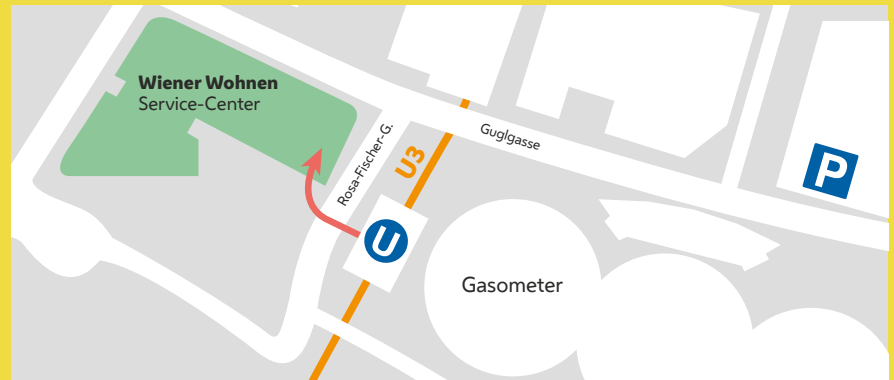 Wiener Wohnen
Service-Center
Rosa-Fischer-G.
U3
Guglgasse
P
U
Gasometer